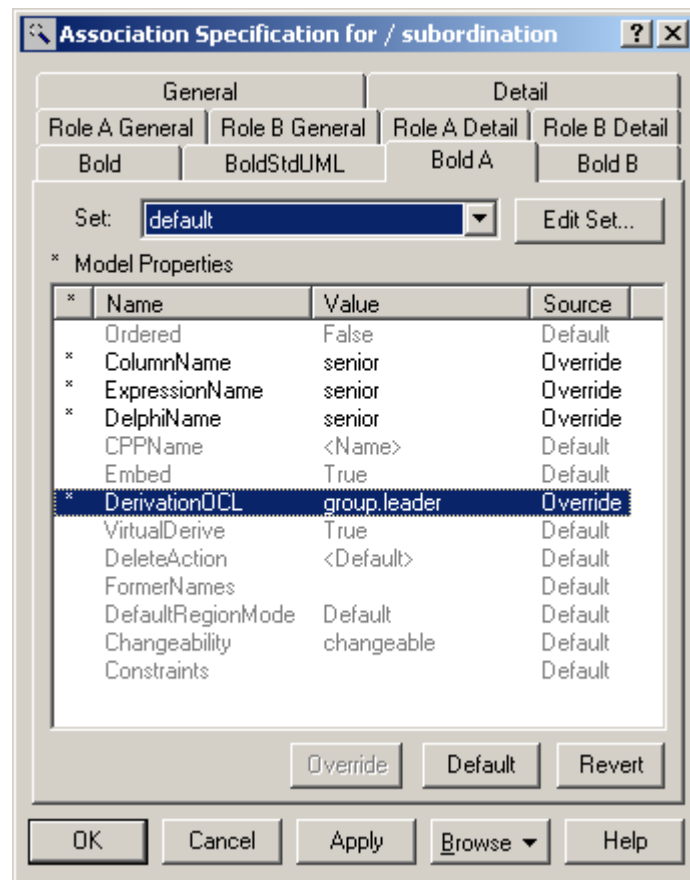 Association Specification for / subordination
General Detail
Role A General Role B General Role A Detail Role B Detail
Bold BoldStdUML Bold A Bold B
Set: default Edit Set...
* Model Properties
* Name Value Source
Ordered False Default
* ColumnName senior Override
* ExpressionName senior Override
* DelphiName senior Override
CPPName <Name> Default
Embed True Default
* DerivationOCL group.leader Override
VirtualDerive True Default
DeleteAction <Default> Default
FormerNames Default
DefaultRegionMode Default Default
Changeability changeable Default
Constraints Default
Override Default Revert
OK Cancel Apply Browse Help